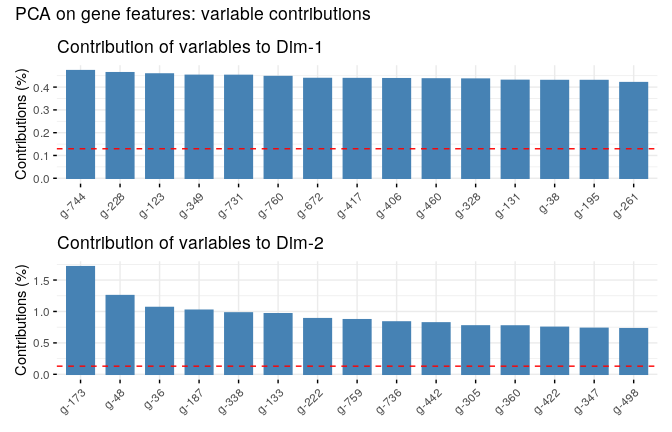 PCA on gene features: variable contributions
Contribution of variables to Dim-1
Contributions (%)
0.4
0.3
0.2
0.1
0.0
g-744 g-228 g-123 g-349 g-731 g-760 g-672 g-417 g-406 g-460 g-328 g-131 g-38 g-195 g-261
Contribution of variables to Dim-2
Contributions (%)
1.5
1.0
0.5
0.0
g-173 g-48 g-36 g-187 g-338 g-133 g-222 g-759 g-736 g-442 g-305 g-360 g-422 g-347 g-498